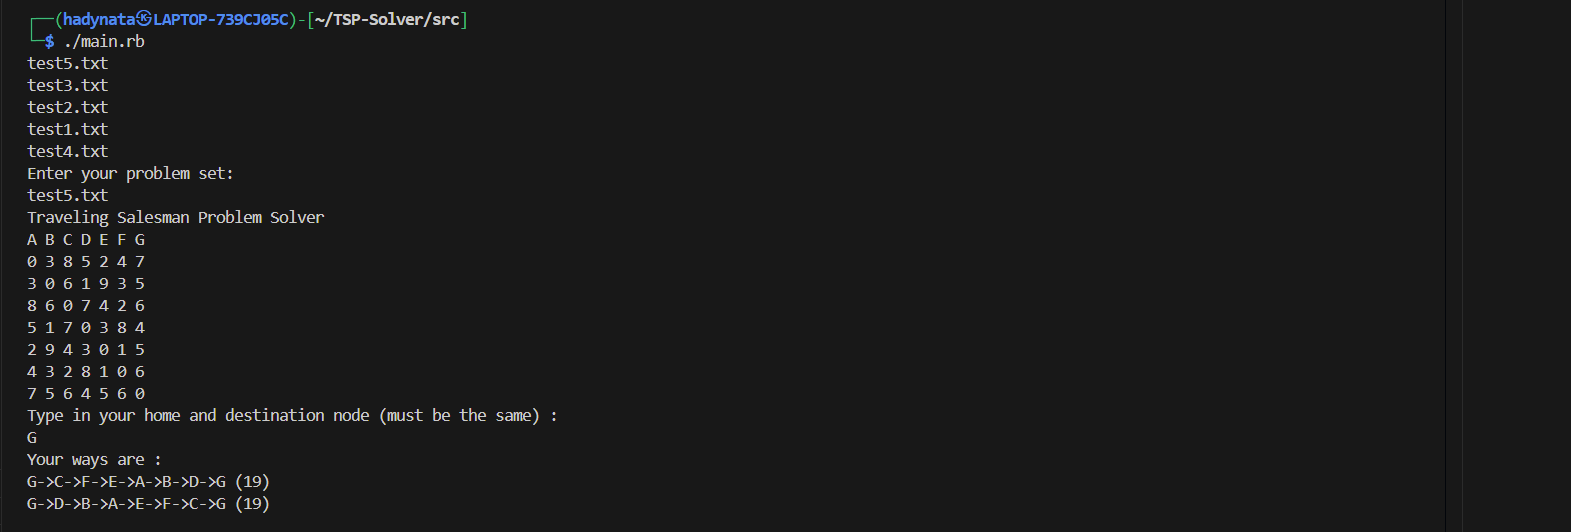 ┌──(hadynata㉿LAPTOP-739CJ05C)-[~/TSP-Solver/src]
└─$ ./main.rb
test5.txt
test3.txt
test2.txt
test1.txt
test4.txt
Enter your problem set:
test5.txt
Traveling Salesman Problem Solver
A B C D E F G
0 3 8 5 2 4 7
3 0 6 1 9 3 5
8 6 0 7 4 2 6
5 1 7 0 3 8 4
2 9 4 3 0 1 5
4 3 2 8 1 0 6
7 5 6 4 5 6 0
Type in your home and destination node (must be the same) :
G
Your ways are :
G->C->F->E->A->B->D->G (19)
G->D->B->A->E->F->C->G (19)